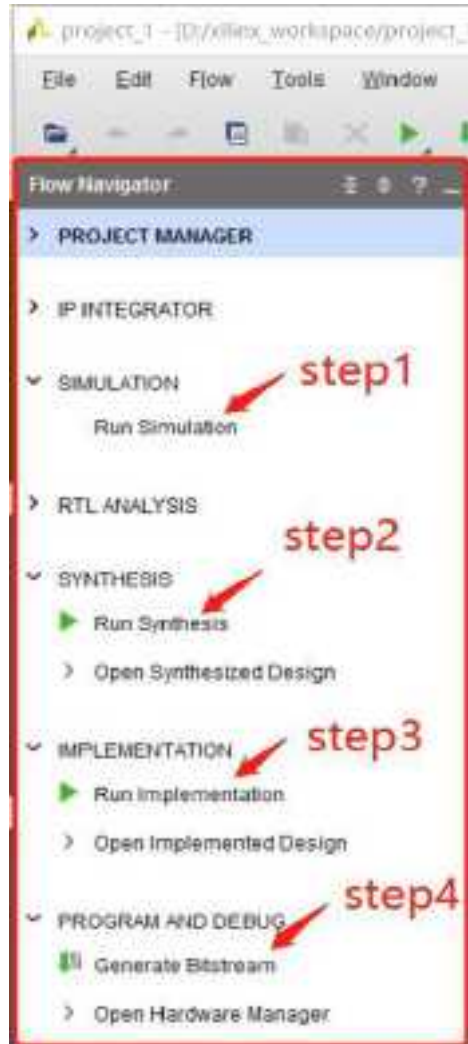 project_1 - [D:/xilinx_workspace/project_
File Edit Flow Tools Window
Flow Navigator
PROJECT MANAGER
IP INTEGRATOR
step1
SIMULATION
Run Simulation
RTL ANALYSIS
step2
SYNTHESIS
Run Synthesis
Open Synthesized Design
step3
IMPLEMENTATION
Run Implementation
Open Implemented Design
step4
PROGRAM AND DEBUG
Generate Bitstream
Open Hardware Manager